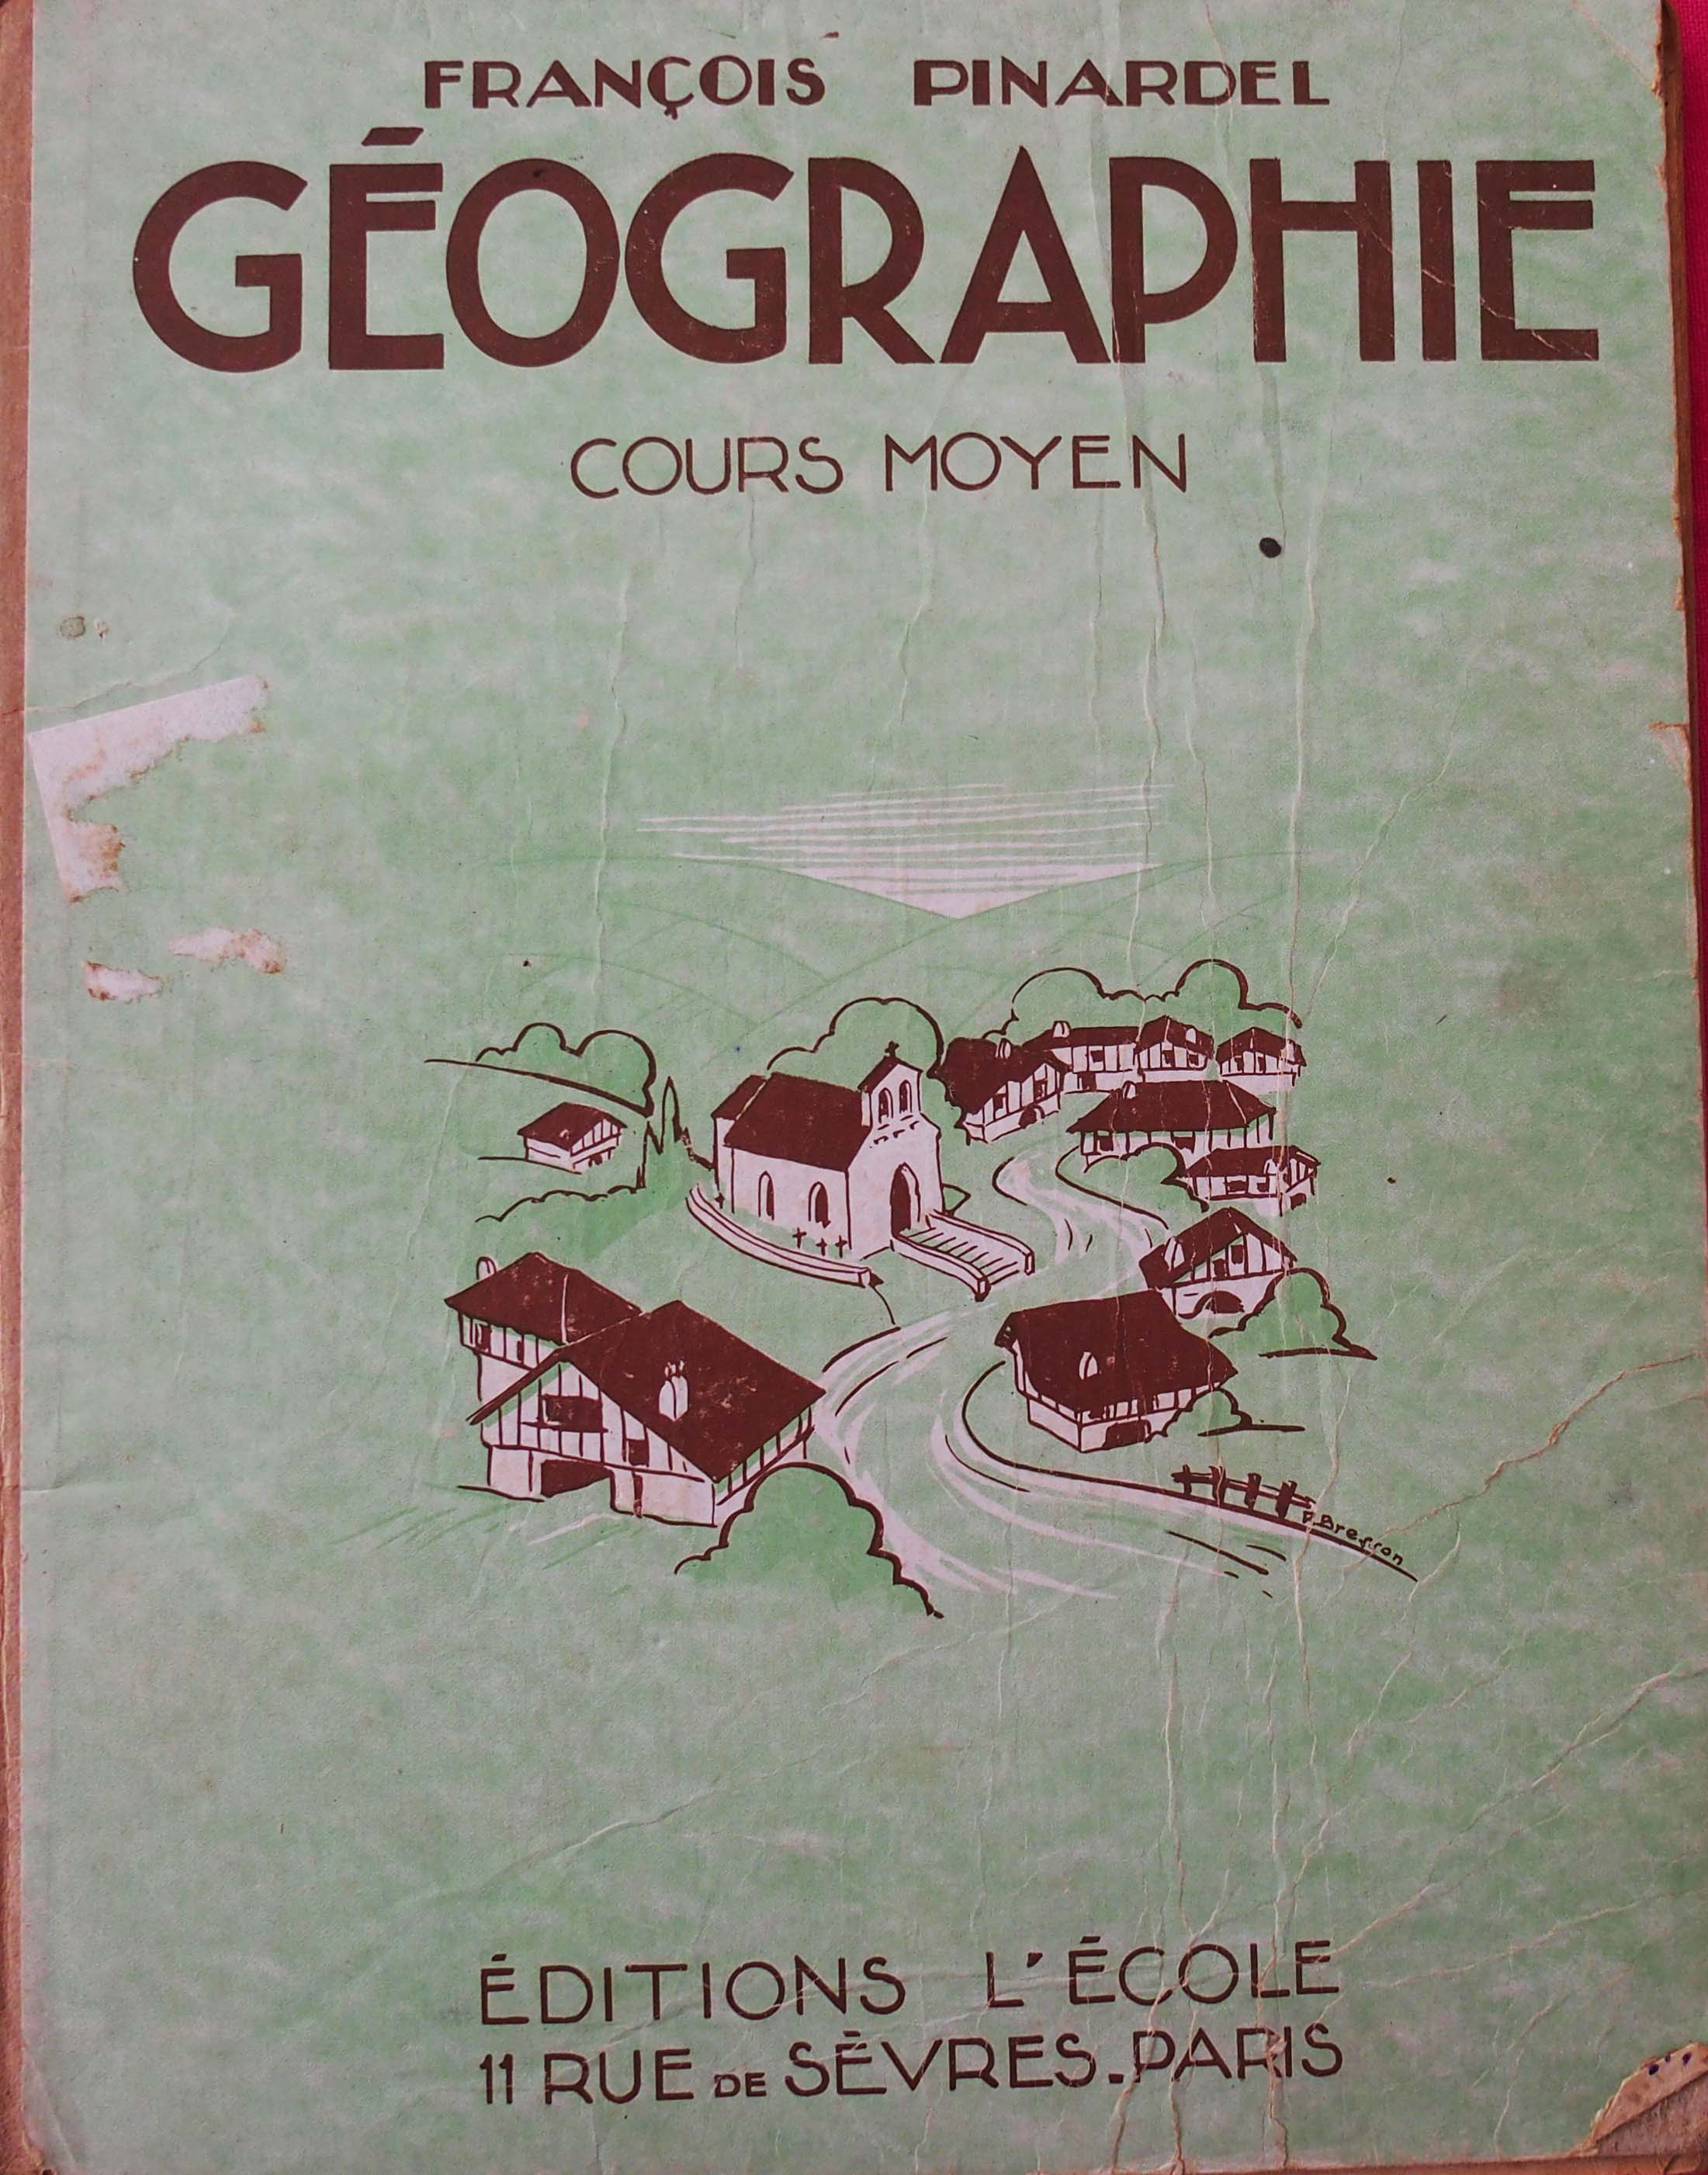 FRANÇOIS PINARDEL
GÉOGRAPHIE
COURS MOYEN
ÉDITIONS L'ÉCOLE
11 RUE DE SÈVRES. PARIS